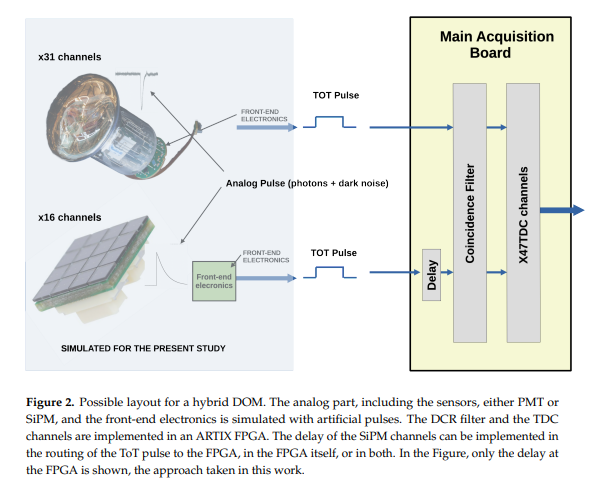 x31 channels
Main Acquisition
Board
TOT Pulse
FRONT-END
ELECTRONICS
Analog Pulse (photons + dark noise)
Coincidence Filter
X47TDC channels
x16 channels
TOT Pulse
FRONT-END
ELECTRONICS
Front-end
elecronics
Delay
SIMULATED FOR THE PRESENT STUDY
Figure 2. Possible layout for a hybrid DOM. The analog part, including the sensors, either PMT or
SiPM, and the front-end electronics is simulated with artificial pulses. The DCR filter and the TDC
channels are implemented in an ARTIX FPGA. The delay of the SiPM channels can be implemented
in the routing of the ToT pulse to the FPGA, in the FPGA itself, or in both. In the Figure, only the delay at
the FPGA is shown, the approach taken in this work.